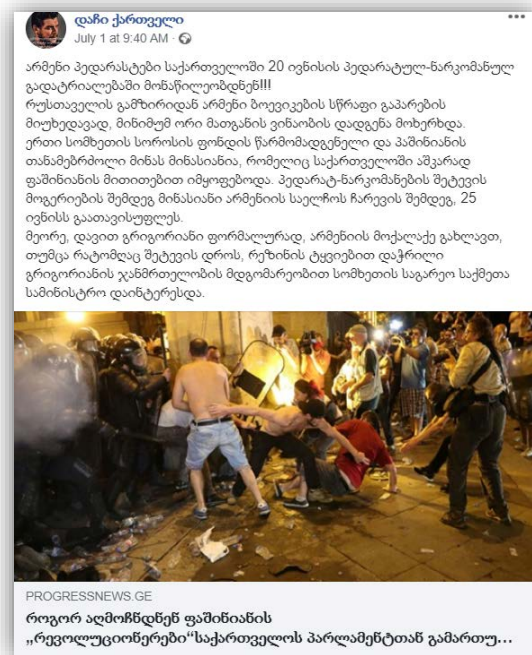 დაჩი ქართველი
July 1 at 9:40 AM ·
არმენი პედარასტები საქართველოში 20 ივნისის პედარატულ-ნარკომანულ
გადატრიალებაში მონაწილეობდნენ!!!
რუსთაველის გამზირიდან არმენი ბოევიკების სწრაფი გაპარების
მიუხედავად, მინიმუმ ორი მათგანის ვინაობის დადგენა მოხერხდა.
ერთი სომხეთის სოროსის ფონდის წარმომადგენელი და პაშინიანის
თანამებრძოლი მინას მინასიანია, რომელიც საქართველოში აშკარად
ფაშინიანის მითითებით იმყოფებოდა. პედარატ-ნარკომანების შეტევის
მოგერიების შემდეგ მინასიანი არმენიის საელჩოს ჩარევის შემდეგ, 25
ივნისს გაათავისუფლეს.
მეორე, დავით გრიგორიანი ფორმალურად, არმენიის მოქალაქე გახლავთ,
თუმცა რატომღაც შეტევის დროს, რეზინის ტყვიებით დაჭრილი
გრიგორიანის ჯანმრთელობის მდგომარეობით სომხეთის საგარეო საქმეთა
სამინისტრო დაინტერესდა.
PROGRESSNEWS.GE
როგორ აღმოჩნდნენ ფაშინიანის
„რევოლუციონერები“საქართველოს პარლამენტთან გამართუ...